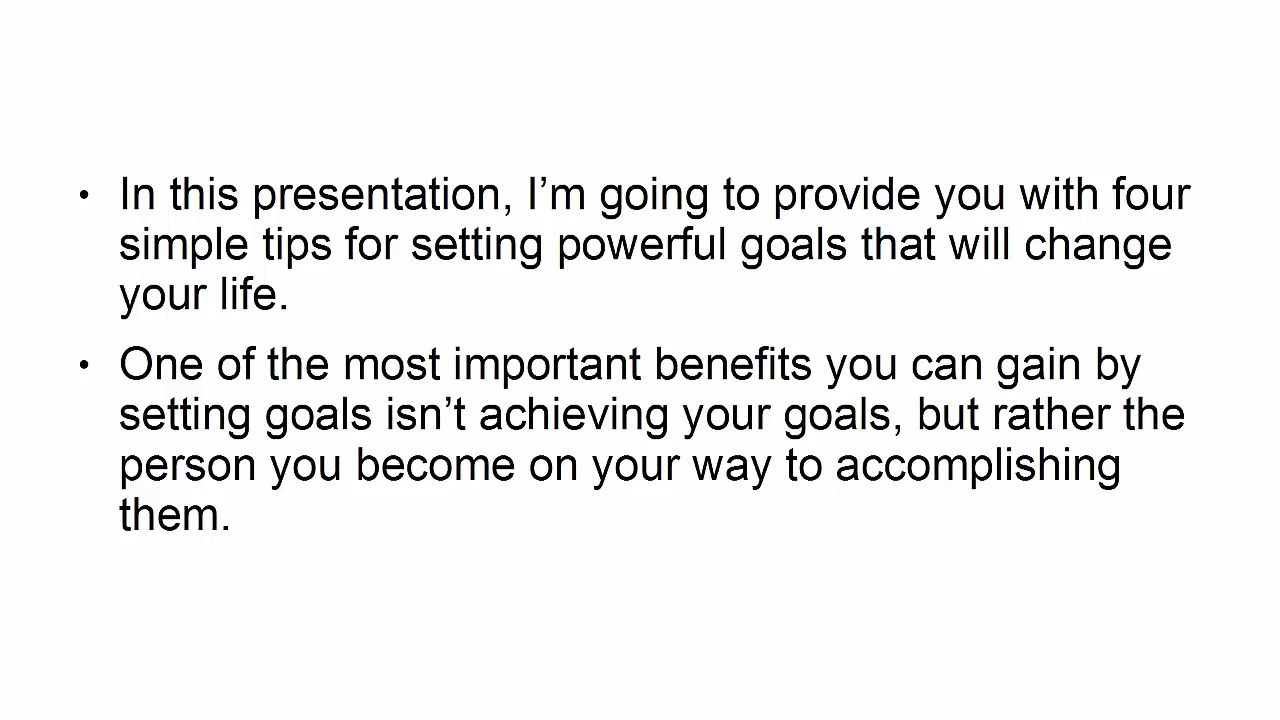 • In this presentation, I’m going to provide you with four
simple tips for setting powerful goals that will change
your life.
• One of the most important benefits you can gain by
setting goals isn’t achieving your goals, but rather the
person you become on your way to accomplishing
them.